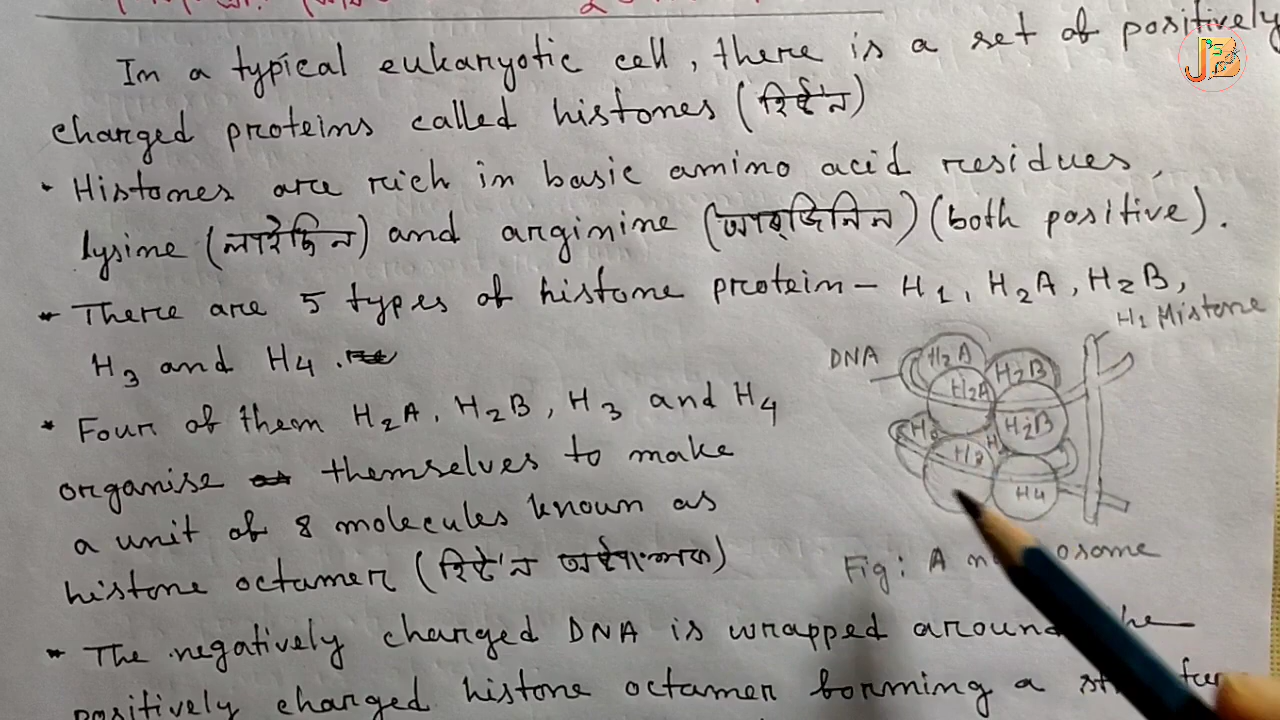 In a typical eukaryotic cell, there is a set of positively
charged proteins called histones (হিষ্ট'ন)
* Histones are rich in basic amino acid residues,
lysine (লাইচিন) and arginine (আৰ্জিনিন) (both positive).
* There are 5 types of histone protein - H1, H2A, H2B,
H3 and H4.
* Four of them H2A, H2B, H3 and H4
organise themselves to make
a unit of 8 molecules known as
histone octamer (
* The negatively charged DNA is wrapped around
positively charged histone octamer forming a
H1 Histone
DNA
H2A
H2B
H2A
H2B
H3
H4
Fig: A